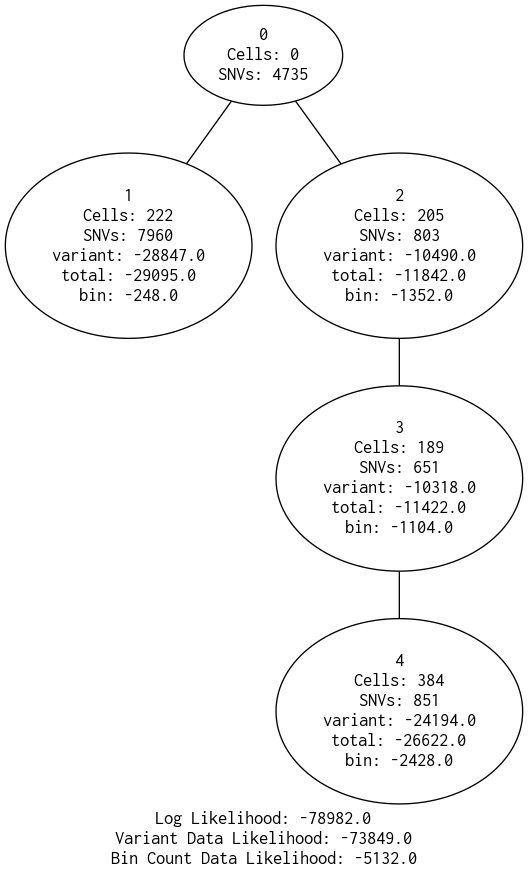 0
Cells: 0
SNVs: 4735
1
Cells: 222
SNVs: 7960
variant: -28847.0
total: -29095.0
bin: -248.0
2
Cells: 205
SNVs: 803
variant: -10490.0
total: -11842.0
bin: -1352.0
3
Cells: 189
SNVs: 651
variant: -10318.0
total: -11422.0
bin: -1104.0
4
Cells: 384
SNVs: 851
variant: -24194.0
total: -26622.0
bin: -2428.0
Log Likelihood: -78982.0
Variant Data Likelihood: -73849.0
Bin Count Data Likelihood: -5132.0